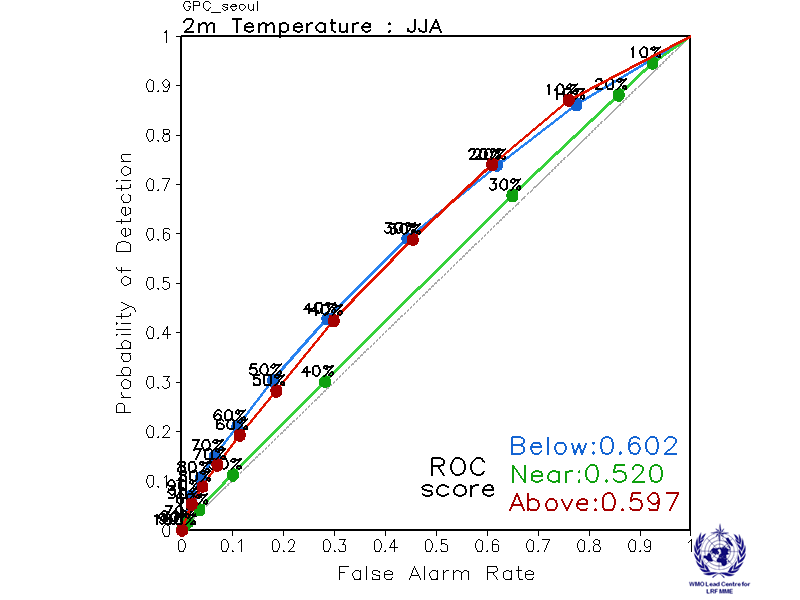 GPC_seoul
2m Temperature : JJA
1
0.9
0.8
0.7
0.6
0.5
0.4
0.3
0.2
0.1
0
Probability of Detection
10%
10%
20%
20%
30%
30%
30%
40%
40%
40%
50%
50%
60%
60%
70%
70%
80%
ROC
score
Below:0.602
Near:0.520
Above:0.597
0 0.1 0.2 0.3 0.4 0.5 0.6 0.7 0.8 0.9 1
False Alarm Rate
WMO Lead Centre for
LRF MME